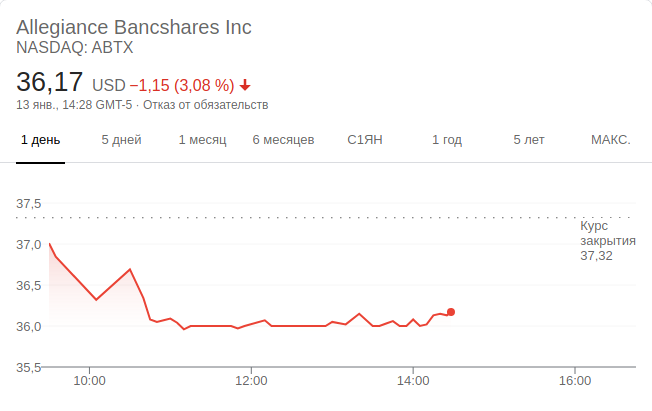 Allegiance Bancshares Inc
NASDAQ: ABTX
36,17 USD −1,15 (3,08 %) ↓
13 янв., 14:28 GMT-5 · Отказ от обязательств
1 день 5 дней 1 месяц 6 месяцев С1ЯН 1 год 5 лет МАКС.
37,5
Курс
закрытия
37,32
37,0
36,5
36,0
35,5
10:00 12:00 14:00 16:00